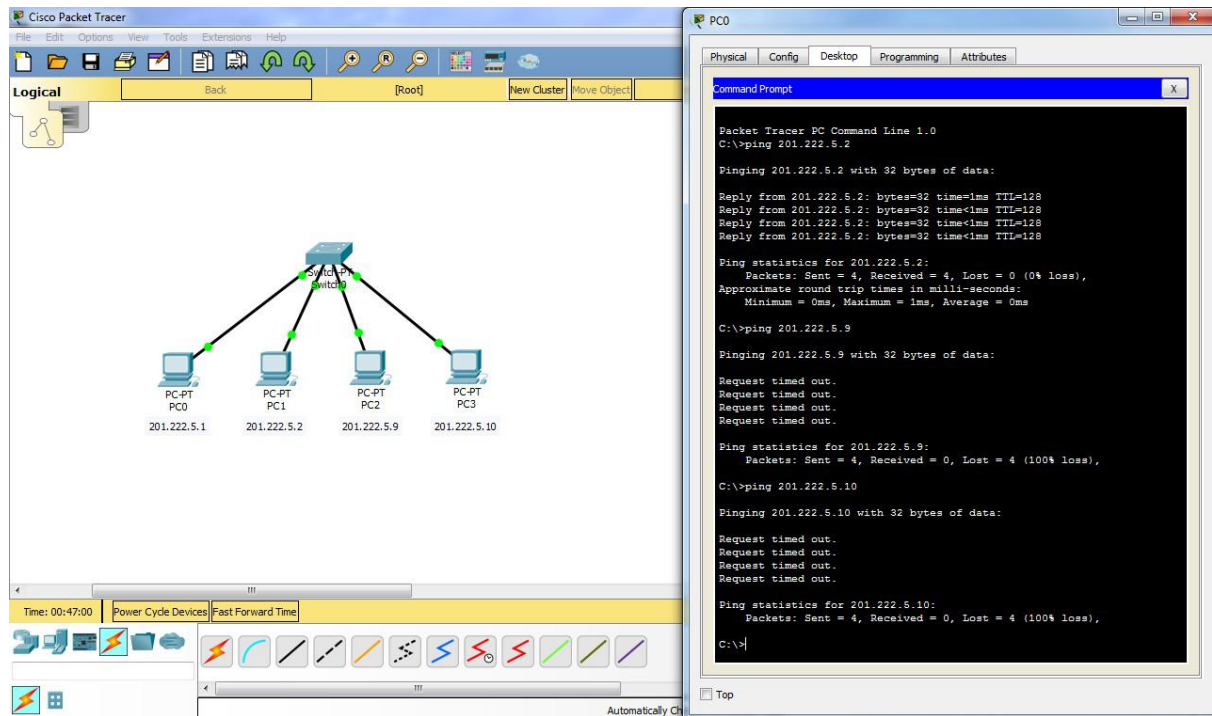 Cisco Packet Tracer
File Edit Options View Tools Extensions Help
Logical
Back
[Root]
New Cluster
Move Object
Switch-PT
Switch0
PC-PT
PC0
201.222.5.1
PC-PT
PC1
201.222.5.2
PC-PT
PC2
201.222.5.9
PC-PT
PC3
201.222.5.10
Time: 00:47:00
Power Cycle Devices
Fast Forward Time
Automatically
PC0
Physical Config Desktop Programming Attributes
Command Prompt
X
Packet Tracer PC Command Line 1.0
C:\>ping 201.222.5.2
Pinging 201.222.5.2 with 32 bytes of data:
Reply from 201.222.5.2: bytes=32 time=1ms TTL=128
Reply from 201.222.5.2: bytes=32 time<1ms TTL=128
Reply from 201.222.5.2: bytes=32 time<1ms TTL=128
Reply from 201.222.5.2: bytes=32 time<1ms TTL=128
Ping statistics for 201.222.5.2:
Packets: Sent = 4, Received = 4, Lost = 0 (0% loss),
Approximate round trip times in milli-seconds:
Minimum = 0ms, Maximum = 1ms, Average = 0ms
C:\>ping 201.222.5.9
Pinging 201.222.5.9 with 32 bytes of data:
Request timed out.
Request timed out.
Request timed out.
Request timed out.
Ping statistics for 201.222.5.9:
Packets: Sent = 4, Received = 0, Lost = 4 (100% loss),
C:\>ping 201.222.5.10
Pinging 201.222.5.10 with 32 bytes of data:
Request timed out.
Request timed out.
Request timed out.
Request timed out.
Ping statistics for 201.222.5.10:
Packets: Sent = 4, Received = 0, Lost = 4 (100% loss),
C:\>
Top